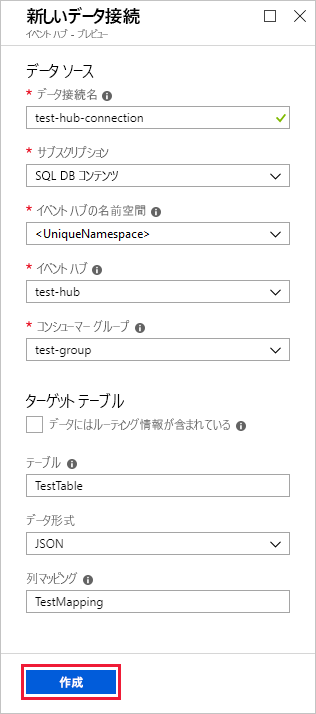 新しいデータ接続
イベント ハブ - プレビュー
データ ソース
* データ接続名
test-hub-connection
* サブスクリプション
SQL DB コンテンツ
* イベント ハブの名前空間
<UniqueNamespace>
* イベント ハブ
test-hub
* コンシューマー グループ
test-group
ターゲット テーブル
データにはルーティング情報が含まれている
テーブル
TestTable
データ形式
JSON
列マッピング
TestMapping
作成